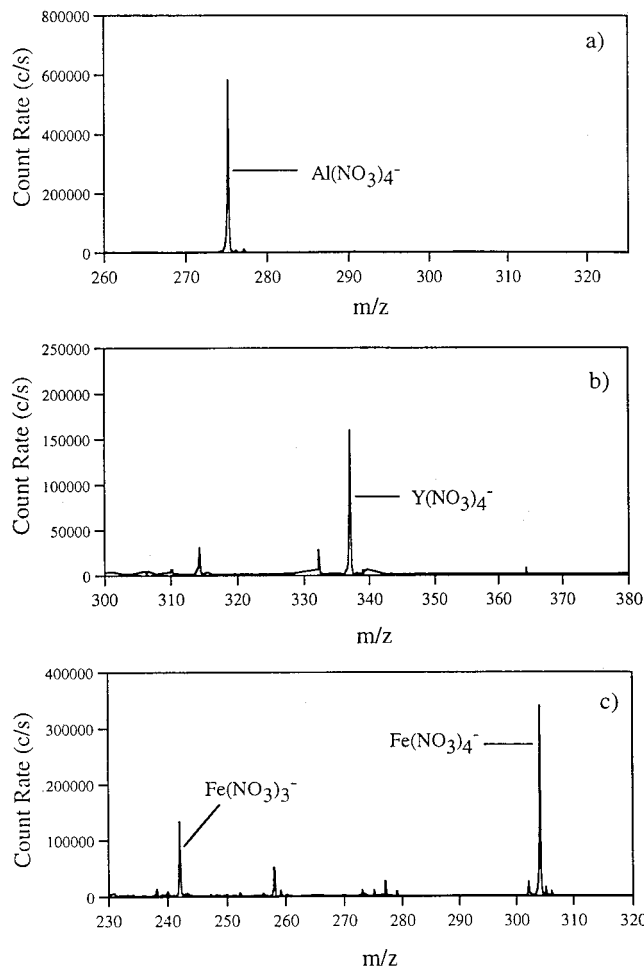 a)
Count Rate (c/s)
800000
600000
400000
200000
0
Al(NO3)4-
260 270 280 290 300 310 320
m/z
b)
Count Rate (c/s)
250000
200000
150000
100000
50000
0
Y(NO3)4-
300 310 320 330 340 350 360 370 380
m/z
c)
Count Rate (c/s)
400000
300000
200000
100000
0
Fe(NO3)3-
Fe(NO3)4-
230 240 250 260 273 280 290 300 310 320
m/z